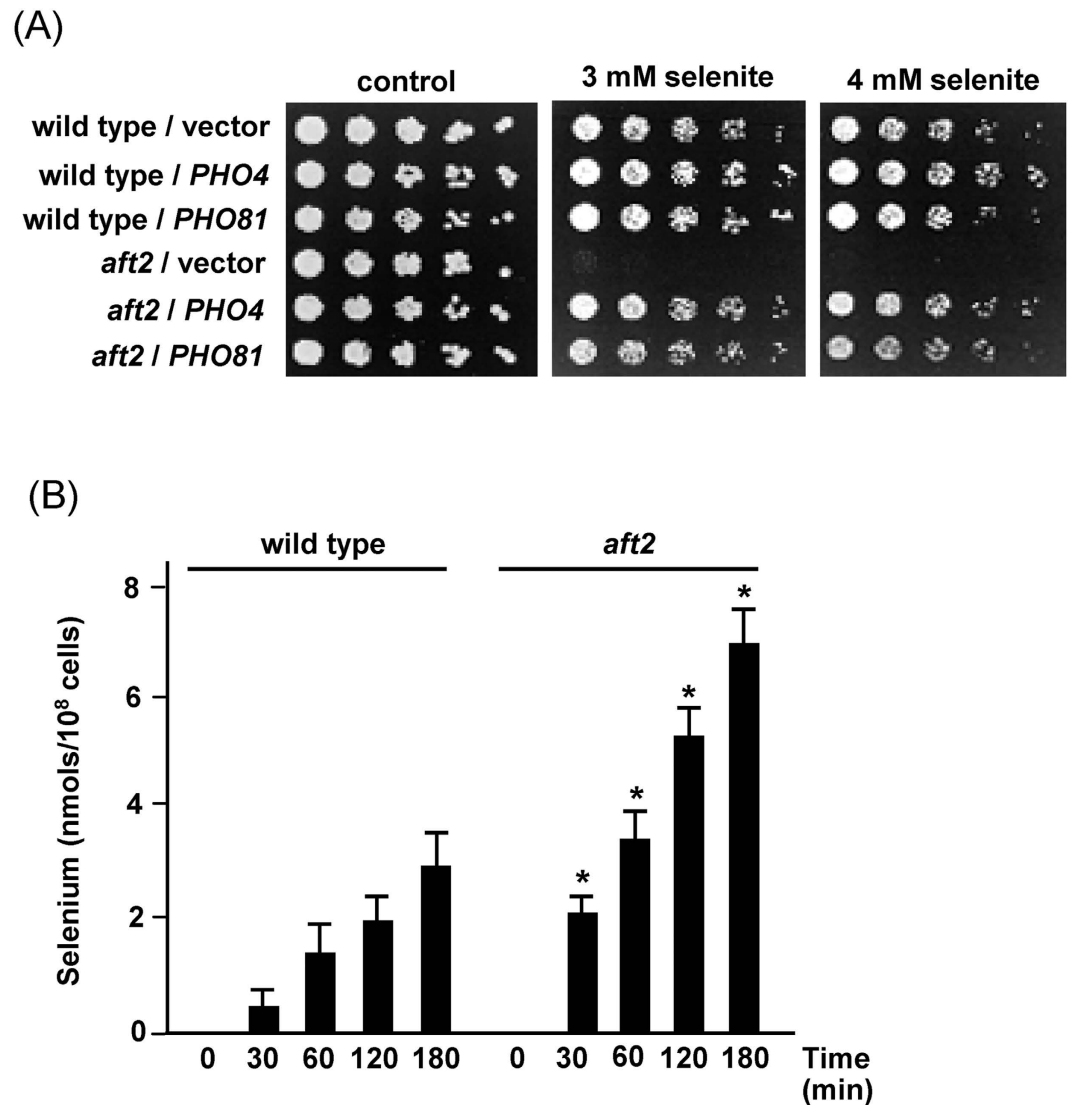 (A)
control
3 mM selenite
4 mM selenite
wild type / vector
wild type / PHO4
wild type / PHO81
aft2 / vector
aft2 / PHO4
aft2 / PHO81
(B)
wild type
aft2
Selenium (nmols/10⁸ cells)
8
6
4
2
0
* * * *
0 30 60 120 180 0 30 60 120 180 Time
(min)